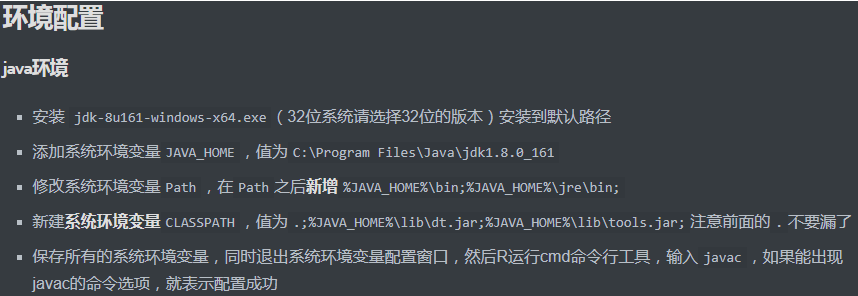 环境配置
java环境
安装 jdk-8u161-windows-x64.exe（32位系统请选择32位的版本）安装到默认路径
添加系统环境变量 JAVA_HOME ，值为 C:\Program Files\Java\jdk1.8.0_161
修改系统环境变量 Path ，在 Path 之后新增 %JAVA_HOME%\bin;%JAVA_HOME%\jre\bin;
新建系统环境变量 CLASSPATH ，值为 .;%JAVA_HOME%\lib\dt.jar;%JAVA_HOME%\lib\tools.jar; 注意前面的 . 不要漏了
保存所有的系统环境变量，同时退出系统环境变量配置窗口，然后R运行cmd命令行工具，输入 javac ，如果能出现
javac的命令选项，就表示配置成功